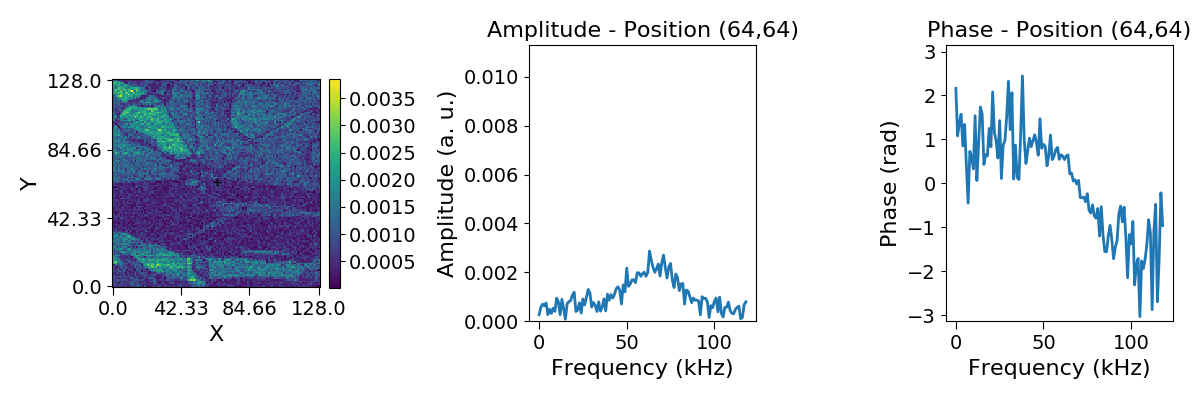 Y
128.0
84.66
42.33
0.0
0.0 42.33 84.66 128.0
X
0.0035
0.0030
0.0025
0.0020
0.0015
0.0010
0.0005
Amplitude - Position (64,64)
Amplitude (a. u.)
0.010
0.008
0.006
0.004
0.002
0.000
0 50 100
Frequency (kHz)
Phase - Position (64,64)
Phase (rad)
3
2
1
0
−1
−2
−3
0 50 100
Frequency (kHz)